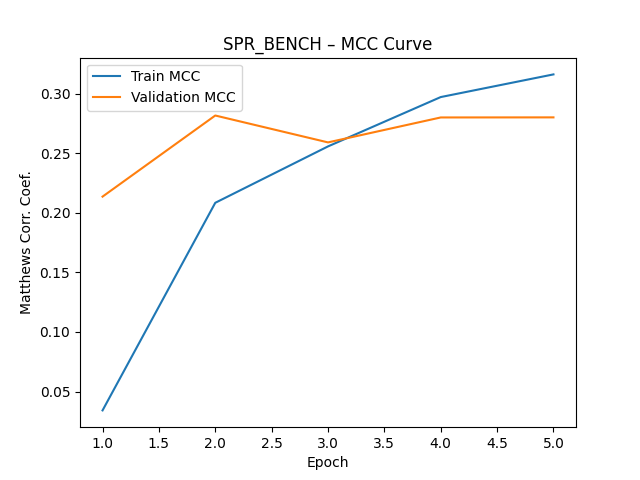 SPR_BENCH – MCC Curve
Train MCC
Validation MCC
Matthews Corr. Coef.
0.30
0.25
0.20
0.15
0.10
0.05
1.0 1.5 2.0 2.5 3.0 3.5 4.0 4.5 5.0
Epoch